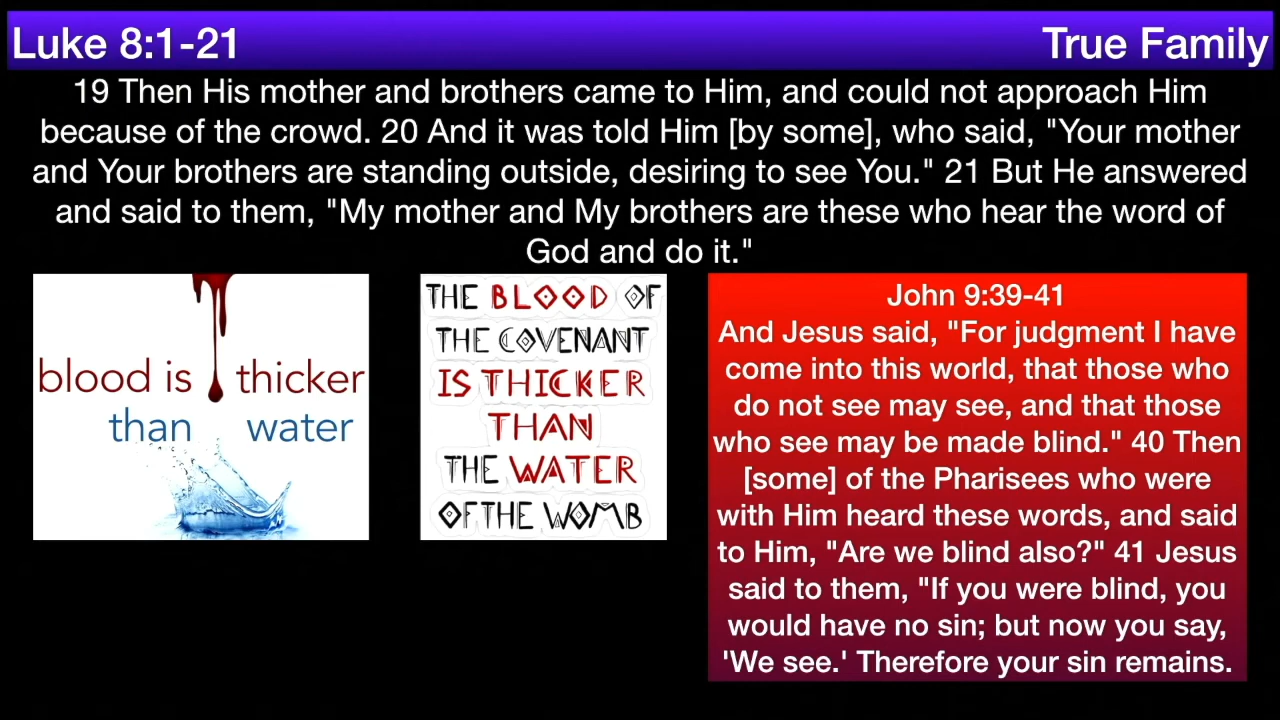 Luke 8:1-21
True Family
19 Then His mother and brothers came to Him, and could not approach Him
because of the crowd. 20 And it was told Him [by some], who said, "Your mother
and Your brothers are standing outside, desiring to see You." 21 But He answered
and said to them, "My mother and My brothers are these who hear the word of
God and do it."
blood is thicker
than water
THE BLOOD OF
THE COVENANT
IS THICKER
THAN
THE WATER
OF THE WOMB
John 9:39-41
And Jesus said, "For judgment I have
come into this world, that those who
do not see may see, and that those
who see may be made blind." 40 Then
[some] of the Pharisees who were
with Him heard these words, and said
to Him, "Are we blind also?" 41 Jesus
said to them, "If you were blind, you
would have no sin; but now you say,
'We see.' Therefore your sin remains.